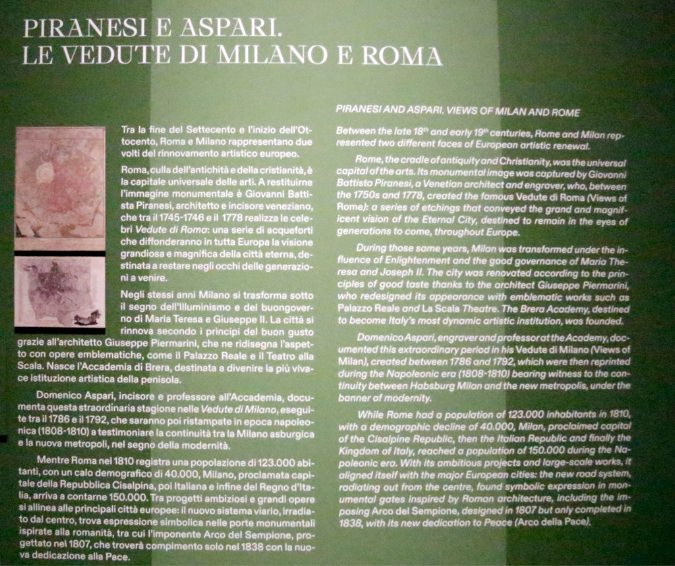 PIRANESI E ASPARI.
LE VEDUTE DI MILANO E ROMA
Tra la fine del Settecento e l'inizio dell'Ot-
tocento, Roma e Milano rappresentano due
volti del rinnovamento artistico europeo.
Roma, culla dell'antichità e della cristianità, è
la capitale universale delle arti. A restituirne
l'immagine monumentale è Giovanni Batti-
sta Piranesi, architetto e incisore veneziano,
che tra il 1745-1746 e il 1778 realizza le cele-
bri Vedute di Roma: una serie di acqueforti
che diffonderanno in tutta Europa la visione
grandiosa e magnifica della città eterna, de-
stinata a restare negli occhi delle generazio-
ni a venire.
Negli stessi anni Milano si trasforma sotto
il segno dell'Illuminismo e del buongover-
no di Maria Teresa e Giuseppe II. La città si
rinnova secondo i principi del buon gusto
grazie all'architetto Giuseppe Piermarini, che ne ridisegna l'aspet-
to con opere emblematiche, come il Palazzo Reale e il Teatro alla
Scala. Nasce l'Accademia di Brera, destinata a divenire la più viva-
ce istituzione artistica della penisola.
Domenico Aspari, incisore e professore all'Accademia, docu-
menta questa straordinaria stagione nelle Vedute di Milano, esegui-
te tra il 1786 e il 1792, che saranno poi ristampate in epoca napoleo-
nica (1808-1810) a testimoniare la continuità tra la Milano asburgica
e la nuova metropoli, nel segno della modernità.
Mentre Roma nel 1810 registra una popolazione di 123.000 abi-
tanti, con un calo demografico di 40.000, Milano, proclamata capi-
tale della Repubblica Cisalpina, poi Italiana e infine del Regno d'Ita-
lia, arriva a contarne 150.000. Tra progetti ambiziosi e grandi opere
si allinea alle principali città europee: il nuovo sistema viario, irradia-
to dal centro, trova espressione simbolica nelle porte monumentali
ispirate alla romanità, tra cui l'imponente Arco del Sempione, pro-
gettato nel 1807, che troverà compimento solo nel 1838 con la nuo-
va dedicazione alla Pace.
PIRANESI AND ASPARI. VIEWS OF MILAN AND ROME
Between the late 18th and early 19th centuries, Rome and Milan rep-
resented two different faces of European artistic renewal.
Rome, the cradle of antiquity and Christianity, was the universal
capital of the arts. Its monumental image was captured by Giovanni
Battista Piranesi, a Venetian architect and engraver, who, between
the 1750s and 1778, created the famous Vedute di Roma (Views of
Rome): a series of etchings that conveyed the grand and magnif-
icent vision of the Eternal City, destined to remain in the eyes of
generations to come, throughout Europe.
During those same years, Milan was transformed under the in-
fluence of Enlightenment and the good governance of Maria The-
resa and Joseph II. The city was renovated according to the prin-
ciples of good taste thanks to the architect Giuseppe Piermarini,
who redesigned its appearance with emblematic works such as
Palazzo Reale and La Scala Theatre. The Brera Academy, destined
to become Italy's most dynamic artistic institution, was founded.
Domenico Aspari, engraver and professor at the Academy, doc-
umented this extraordinary period in his Vedute di Milano (Views of
Milan), created between 1786 and 1792, which were then reprinted
during the Napoleonic era (1808-1810) bearing witness to the con-
tinuity between Habsburg Milan and the new metropolis, under the
banner of modernity.
While Rome had a population of 123.000 inhabitants in 1810,
with a demographic decline of 40.000, Milan, proclaimed capital
of the Cisalpine Republic, then the Italian Republic and finally the
Kingdom of Italy, reached a population of 150.000 during the Na-
poleonic era. With its ambitious projects and large-scale works, it
aligned itself with the major European cities: the new road system,
radiating out from the centre, found symbolic expression in mon-
umental gates inspired by Roman architecture, including the im-
posing Arco del Sempione, designed in 1807 but only completed in
1838, with its new dedication to Peace (Arco della Pace).